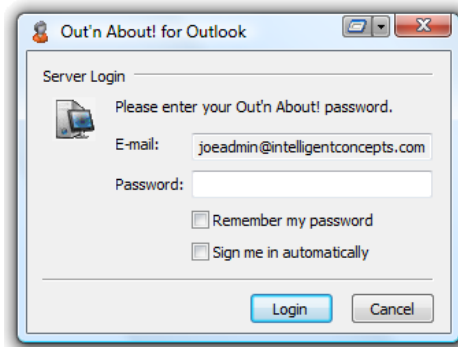 Out'n About! for Outlook
Server Login
Please enter your Out'n About! password.
E-mail: joeadmin@intelligentconcepts.com
Password:
Remember my password
Sign me in automatically
Login Cancel